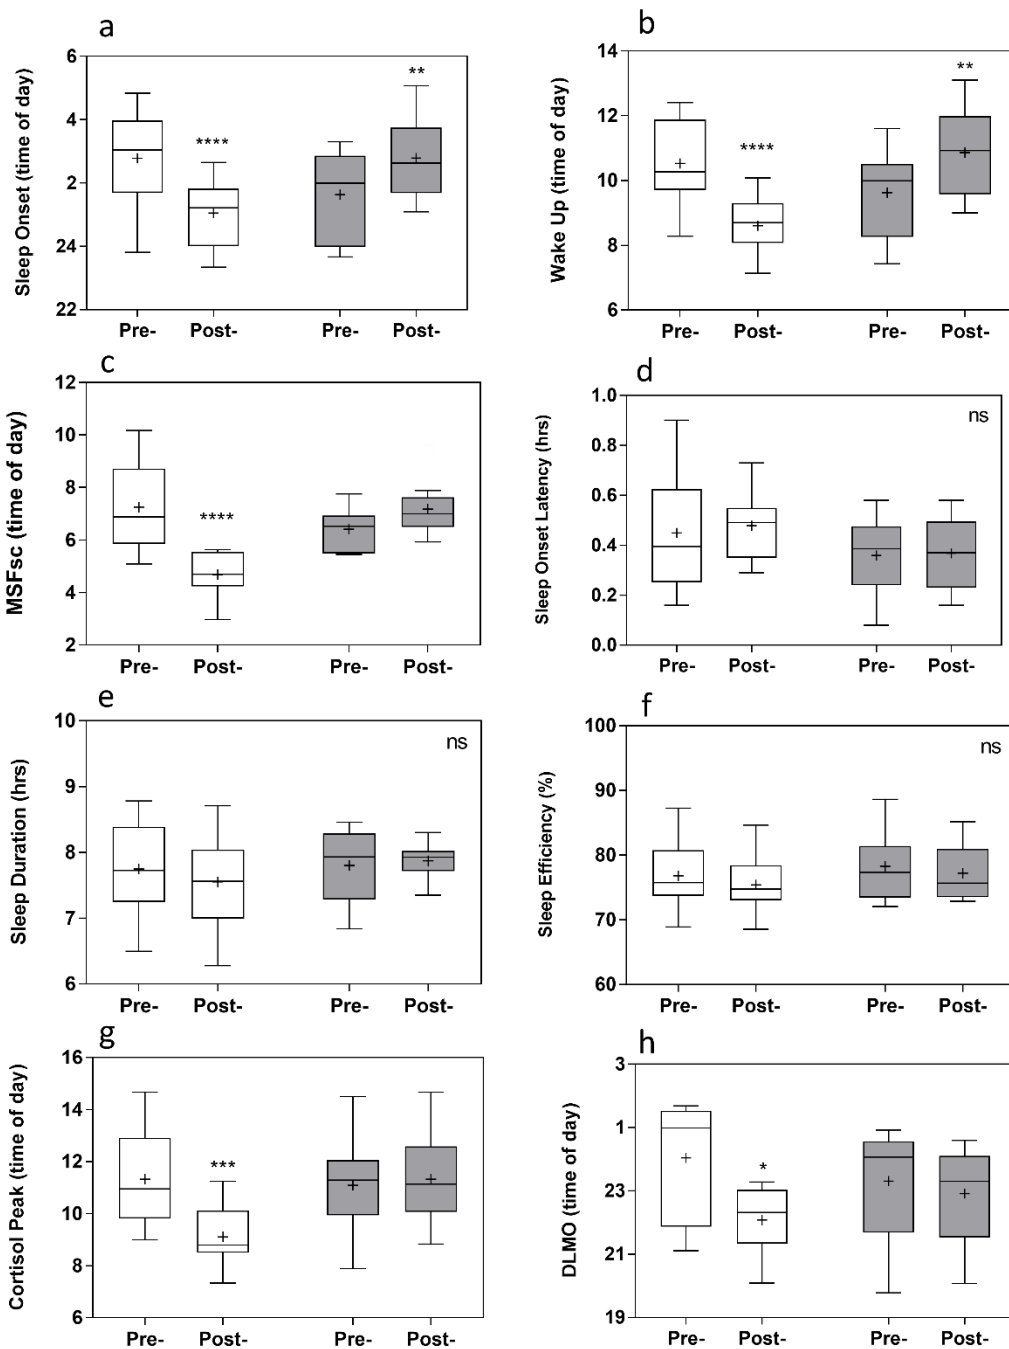 a
Sleep Onset (time of day)
6
4
2
24
22
****
**
Pre-
Post-
Pre-
Post-
b
Wake Up (time of day)
14
12
10
8
6
****
**
Pre-
Post-
Pre-
Post-
c
MSFsc (time of day)
12
10
8
6
4
2
****
Pre-
Post-
Pre-
Post-
d
Sleep Onset Latency (hrs)
1.0
0.8
0.6
0.4
0.2
0.0
ns
Pre-
Post-
Pre-
Post-
e
Sleep Duration (hrs)
10
9
8
7
6
ns
Pre-
Post-
Pre-
Post-
f
Sleep Efficiency (%)
100
90
80
70
60
ns
Pre-
Post-
Pre-
Post-
g
Cortisol Peak (time of day)
16
14
12
10
8
6
***
Pre-
Post-
Pre-
Post-
h
DLMO (time of day)
3
1
23
21
19
*
Pre-
Post-
Pre-
Post-